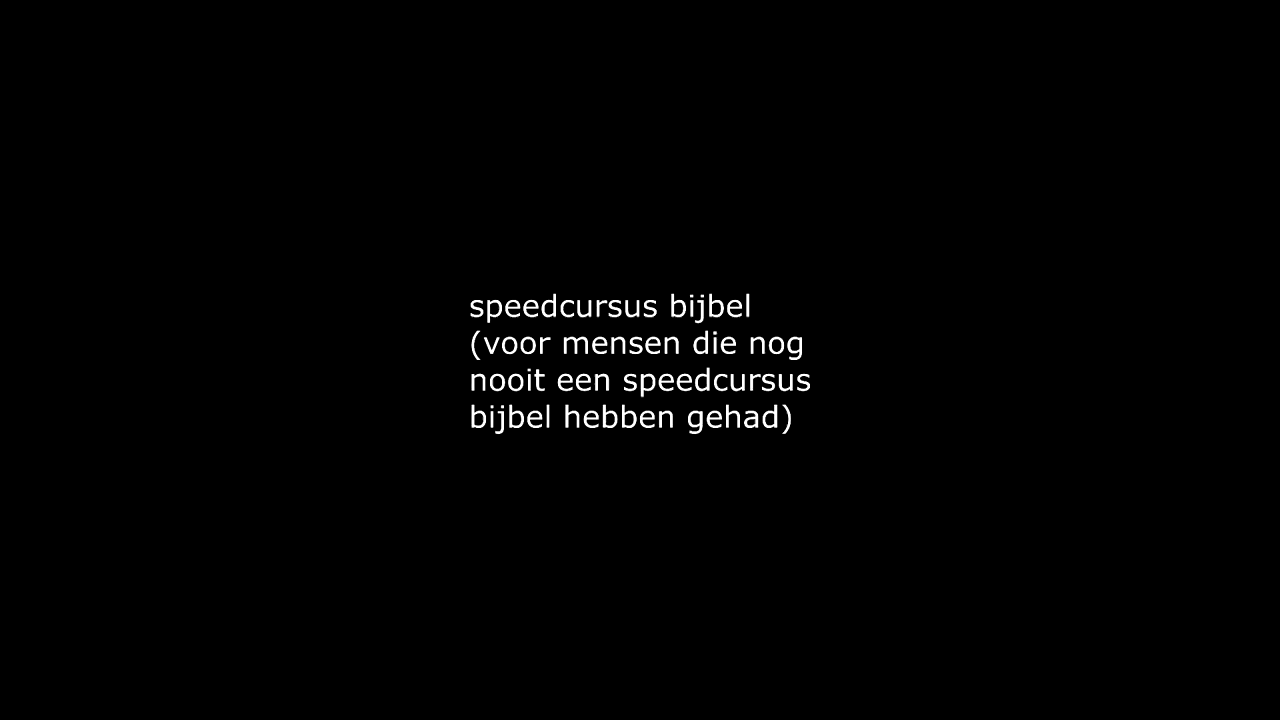 speedcursus bijbel
(voor mensen die nog
nooit een speedcursus
bijbel hebben gehad)